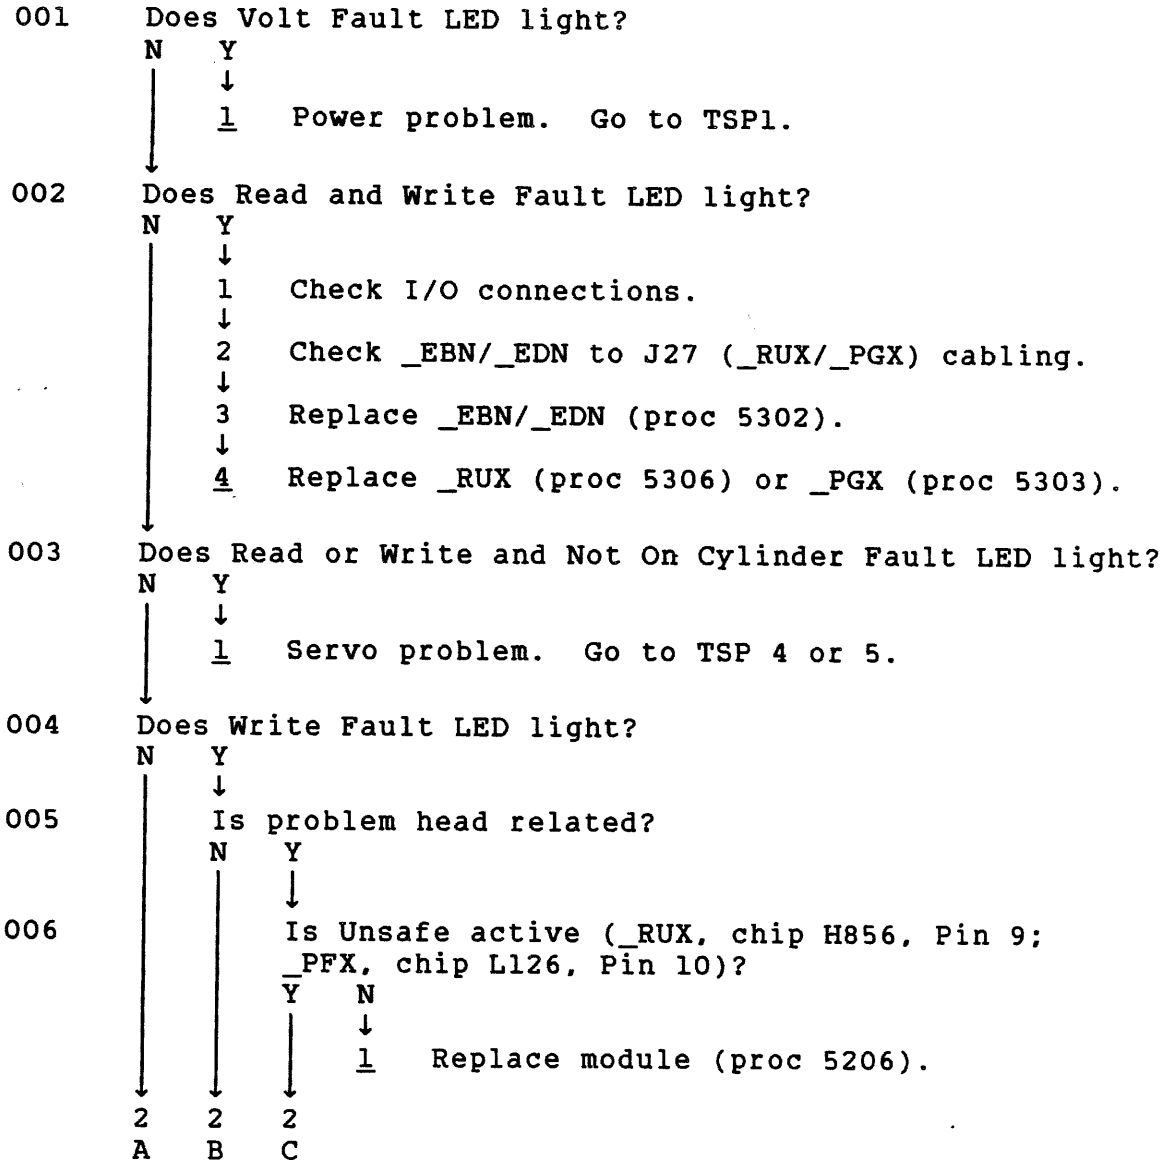 001 Does Volt Fault LED light?
N Y
↓
1 Power problem. Go to TSP1.
002 Does Read and Write Fault LED light?
N Y
↓
1 Check I/O connections.
↓
2 Check _EBN/_EDN to J27 (_RUX/_PGX) cabling.
↓
3 Replace _EBN/_EDN (proc 5302).
↓
4 Replace _RUX (proc 5306) or _PGX (proc 5303).
003 Does Read or Write and Not On Cylinder Fault LED light?
N Y
↓
1 Servo problem. Go to TSP 4 or 5.
004 Does Write Fault LED light?
N Y
↓
005 Is problem head related?
N Y
↓
006 Is Unsafe active (_RUX, chip H856, Pin 9;
_PFX, chip L126, Pin 10)?
Y N
↓
1 Replace module (proc 5206).
2 2 2
A B C